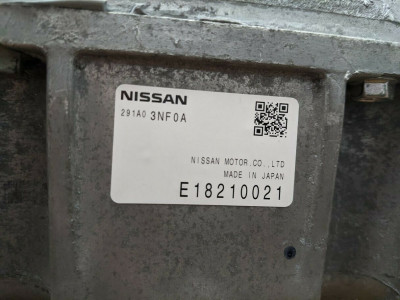 NISSAN
291A0 3NF0A
NISSAN MOTOR.CO.,LTD
MADE IN JAPAN
E18210021